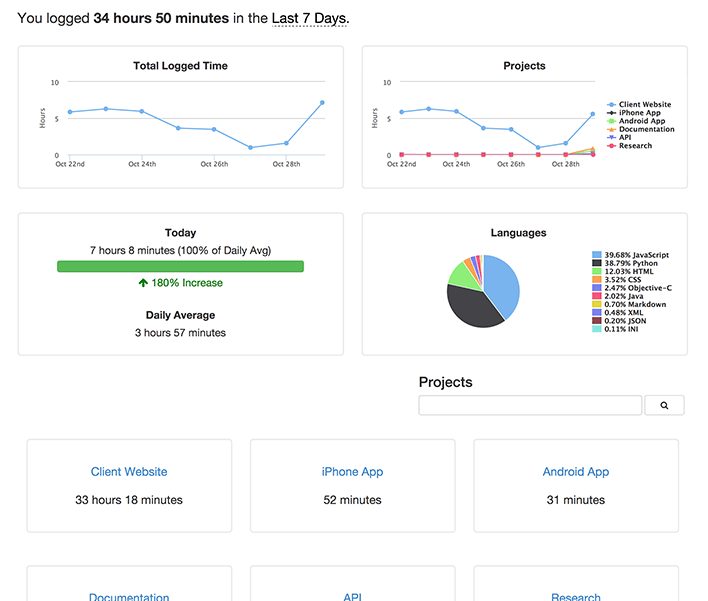 You logged 34 hours 50 minutes in the Last 7 Days.
Total Logged Time
10
5
0
Hours
Oct 22nd
Oct 24th
Oct 26th
Oct 28th
Projects
10
5
0
Hours
Oct 22nd
Oct 24th
Oct 26th
Oct 28th
Client Website
iPhone App
Android App
Documentation
API
Research
Today
7 hours 8 minutes (100% of Daily Avg)
180% Increase
Daily Average
3 hours 57 minutes
Languages
39.68% JavaScript
38.79% Python
12.03% HTML
3.52% CSS
2.47% Objective-C
2.02% Java
0.70% Markdown
0.48% XML
0.20% JSON
0.11% INI
Projects
Client Website
33 hours 18 minutes
iPhone App
52 minutes
Android App
31 minutes
Documentation
API
Research